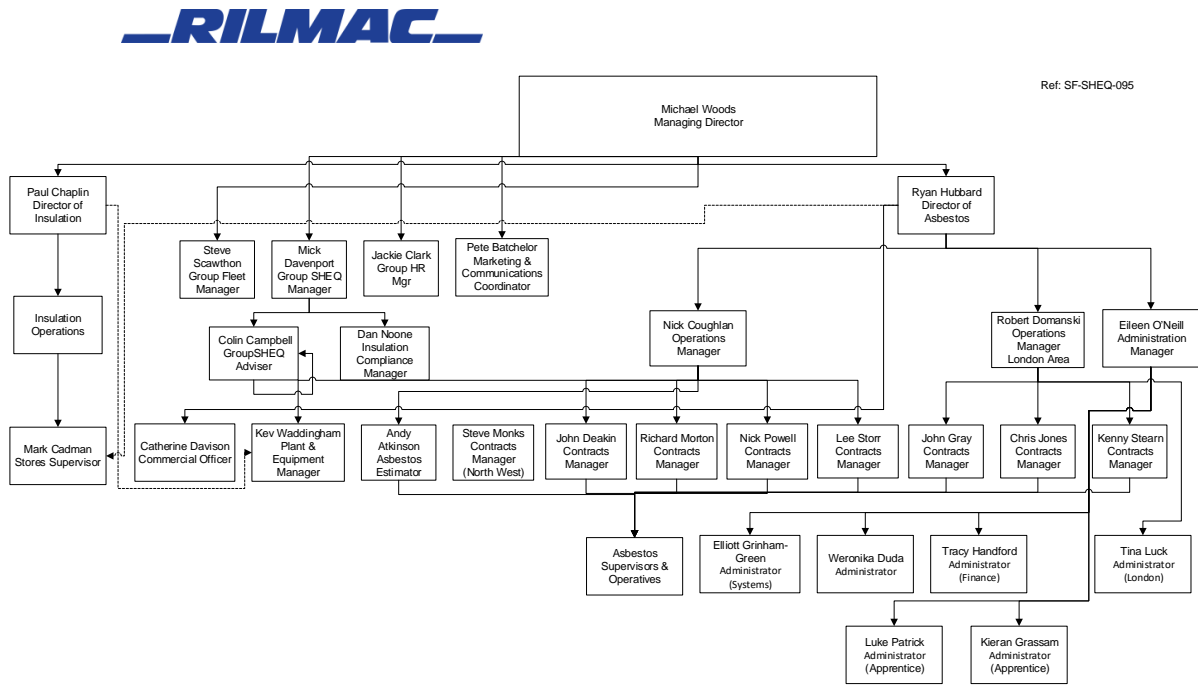 RILMAC
Ref: SF-SHEQ-095
Michael Woods
Managing Director
Paul Chaplin
Director of
Insulation
Ryan Hubbard
Director of
Asbestos
Steve
Scawthon
Group Fleet
Manager
Mick
Davenport
Group SHEQ
Manager
Jackie Clark
Group HR
Mgr
Pete Batchelor
Marketing &
Communications
Coordinator
Insulation
Operations
Colin Campbell
GroupSHEQ
Adviser
Dan Noone
Insulation
Compliance
Manager
Nick Coughlan
Operations
Manager
Robert Domanski
Operations
Manager
London Area
Eileen O'Neill
Administration
Manager
Mark Cadman
Stores Supervisor
Catherine Davison
Commercial Officer
Kev Waddingham
Plant &
Equipment
Manager
Andy
Atkinson
Asbestos
Estimator
Steve Monks
Contracts
Manager
(North West)
John Deakin
Contracts
Manager
Richard Morton
Contracts
Manager
Nick Powell
Contracts
Manager
Lee Storr
Contracts
Manager
John Gray
Contracts
Manager
Chris Jones
Contracts
Manager
Kenny Stearn
Contracts
Manager
Asbestos
Supervisors &
Operatives
Elliott Grinham-
Green
Administrator
(Systems)
Weronika Duda
Administrator
Tracy Handford
Administrator
(Finance)
Tina Luck
Administrator
(London)
Luke Patrick
Administrator
(Apprentice)
Kieran Grassam
Administrator
(Apprentice)